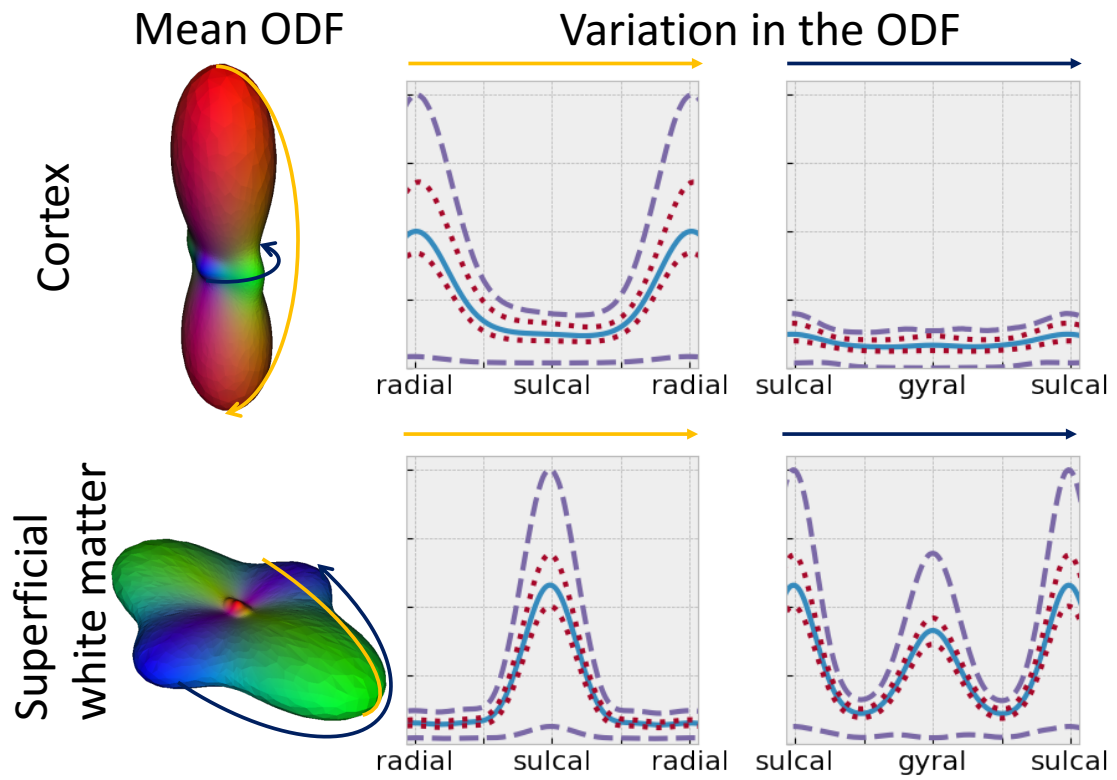 Mean ODF
Variation in the ODF
Cortex
radial sulcal radial
sulcal gyral sulcal
Superficial
white matter
radial sulcal radial
sulcal gyral sulcal